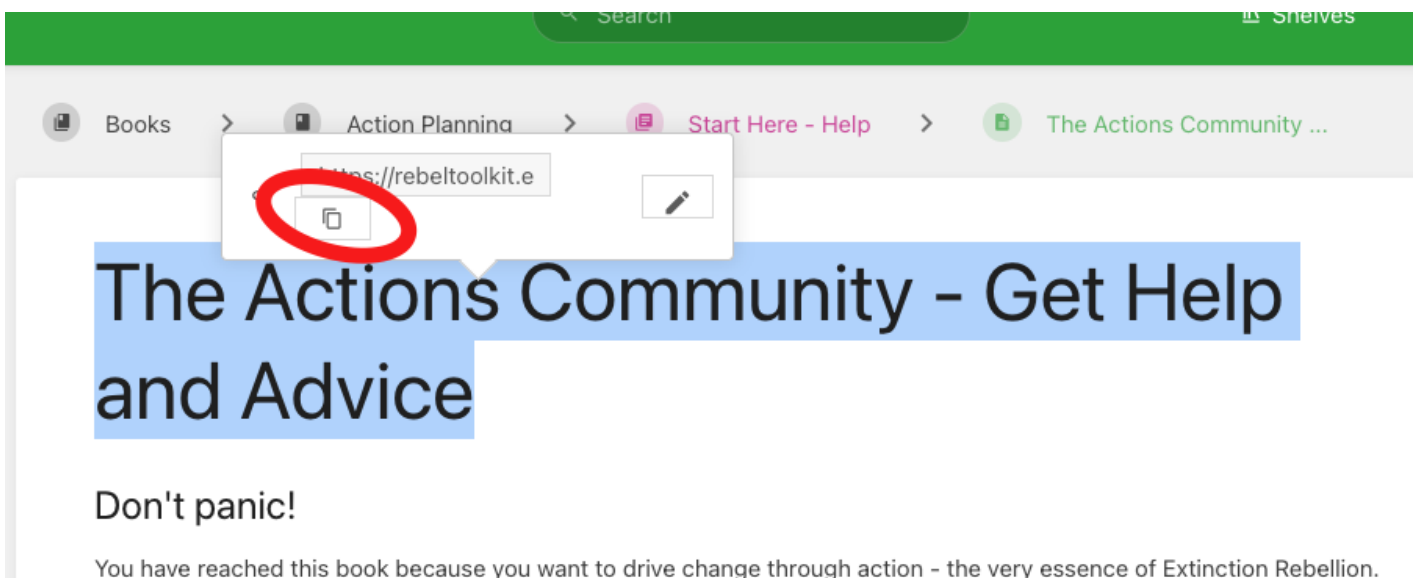 Search
Shelves
Books > Action Planning > Start Here - Help > The Actions Community ...
https://rebeltoolkit.e
The Actions Community - Get Help
and Advice
Don't panic!
You have reached this book because you want to drive change through action - the very essence of Extinction Rebellion.